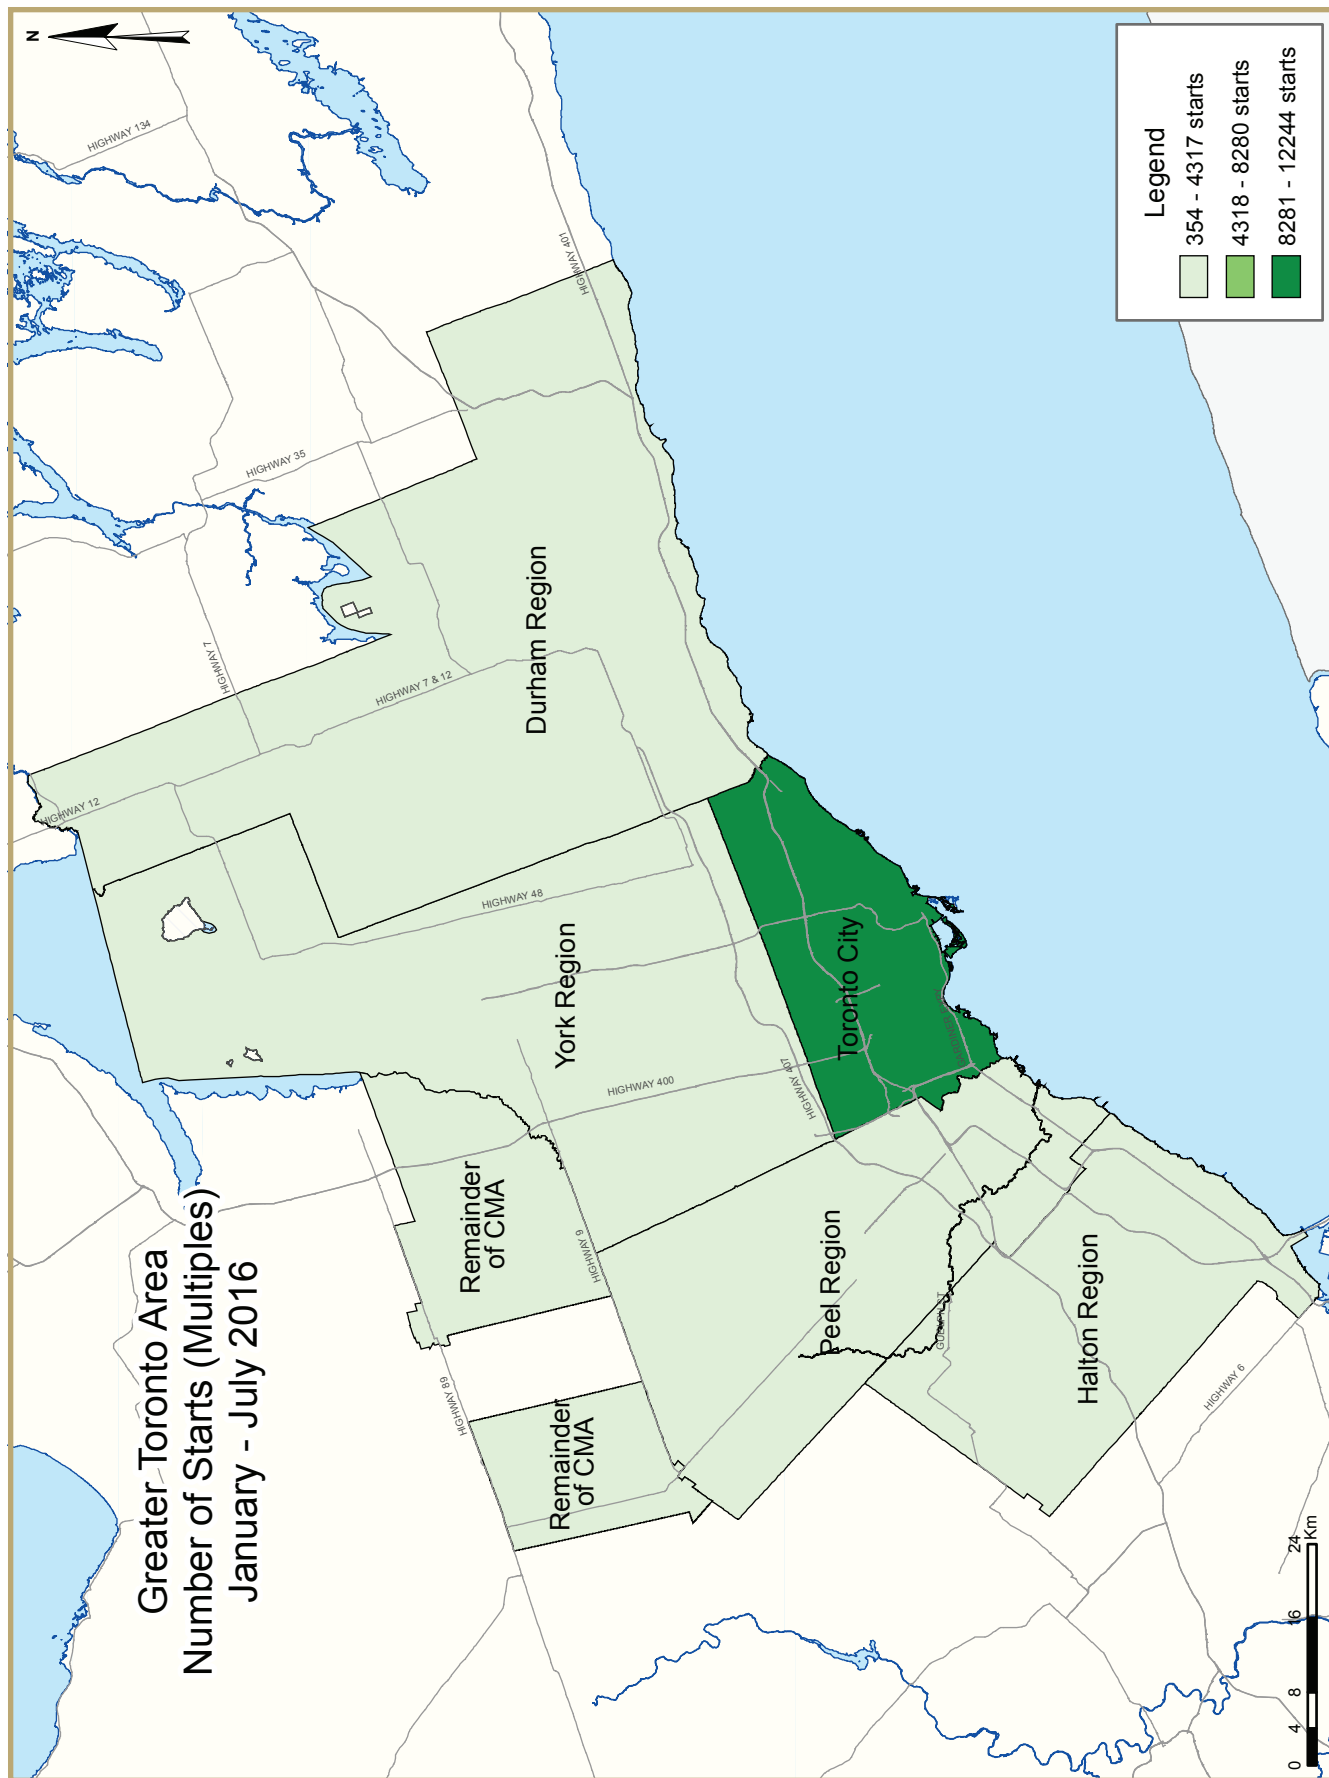 Greater Toronto Area
Number of Starts (Multiples)
January - July 2016
N
HIGHWAY 134
HIGHWAY 401
HIGHWAY 35
HIGHWAY 7
HIGHWAY 7 & 12
HIGHWAY 12
Durham Region
HIGHWAY 48
York Region
HIGHWAY 400
HIGHWAY 407
Toronto City
Remainder
of CMA
HIGHWAY 9
HIGHWAY 89
Remainder
of CMA
Peel Region
Halton Region
HIGHWAY 6
Legend
354 - 4317 starts
4318 - 8280 starts
8281 - 12244 starts
0 4 8 16 24
Km